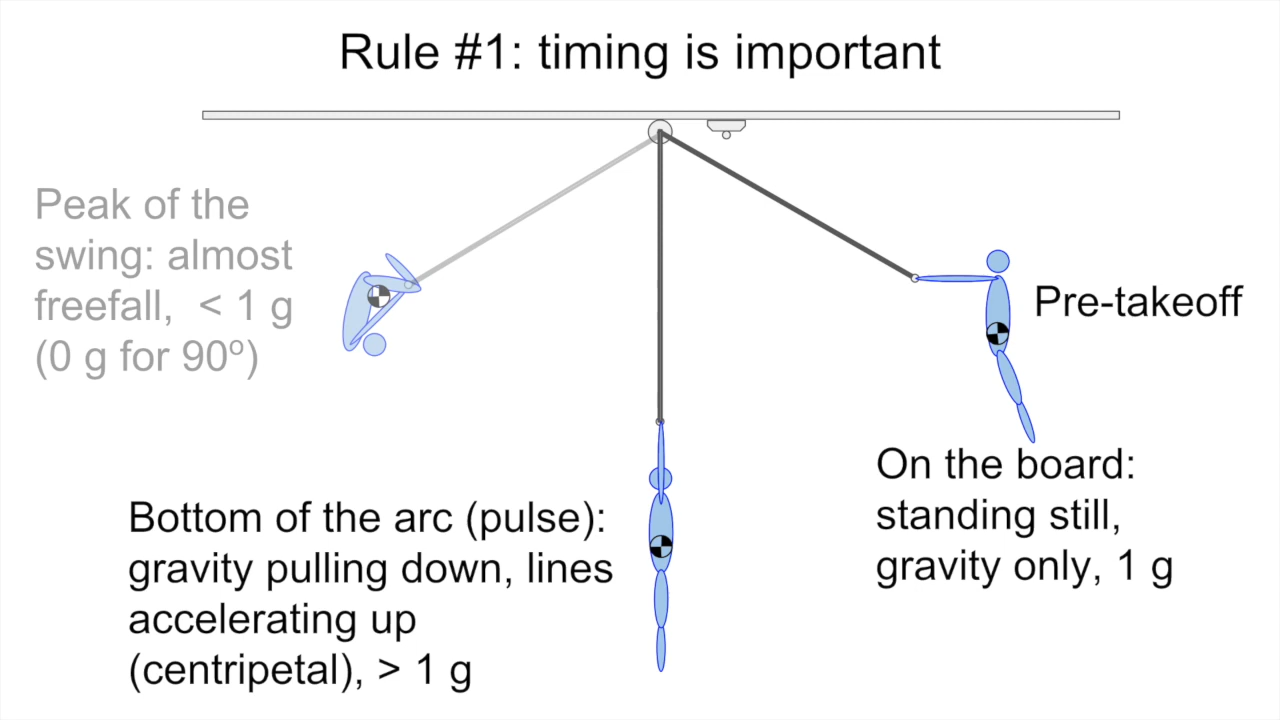 Rule #1: timing is important
Peak of the
swing: almost
freefall,  < 1 g
(0 g for 90º)
Pre-takeoff
On the board:
standing still,
gravity only, 1 g
Bottom of the arc (pulse):
gravity pulling down, lines
accelerating up
(centripetal), > 1 g